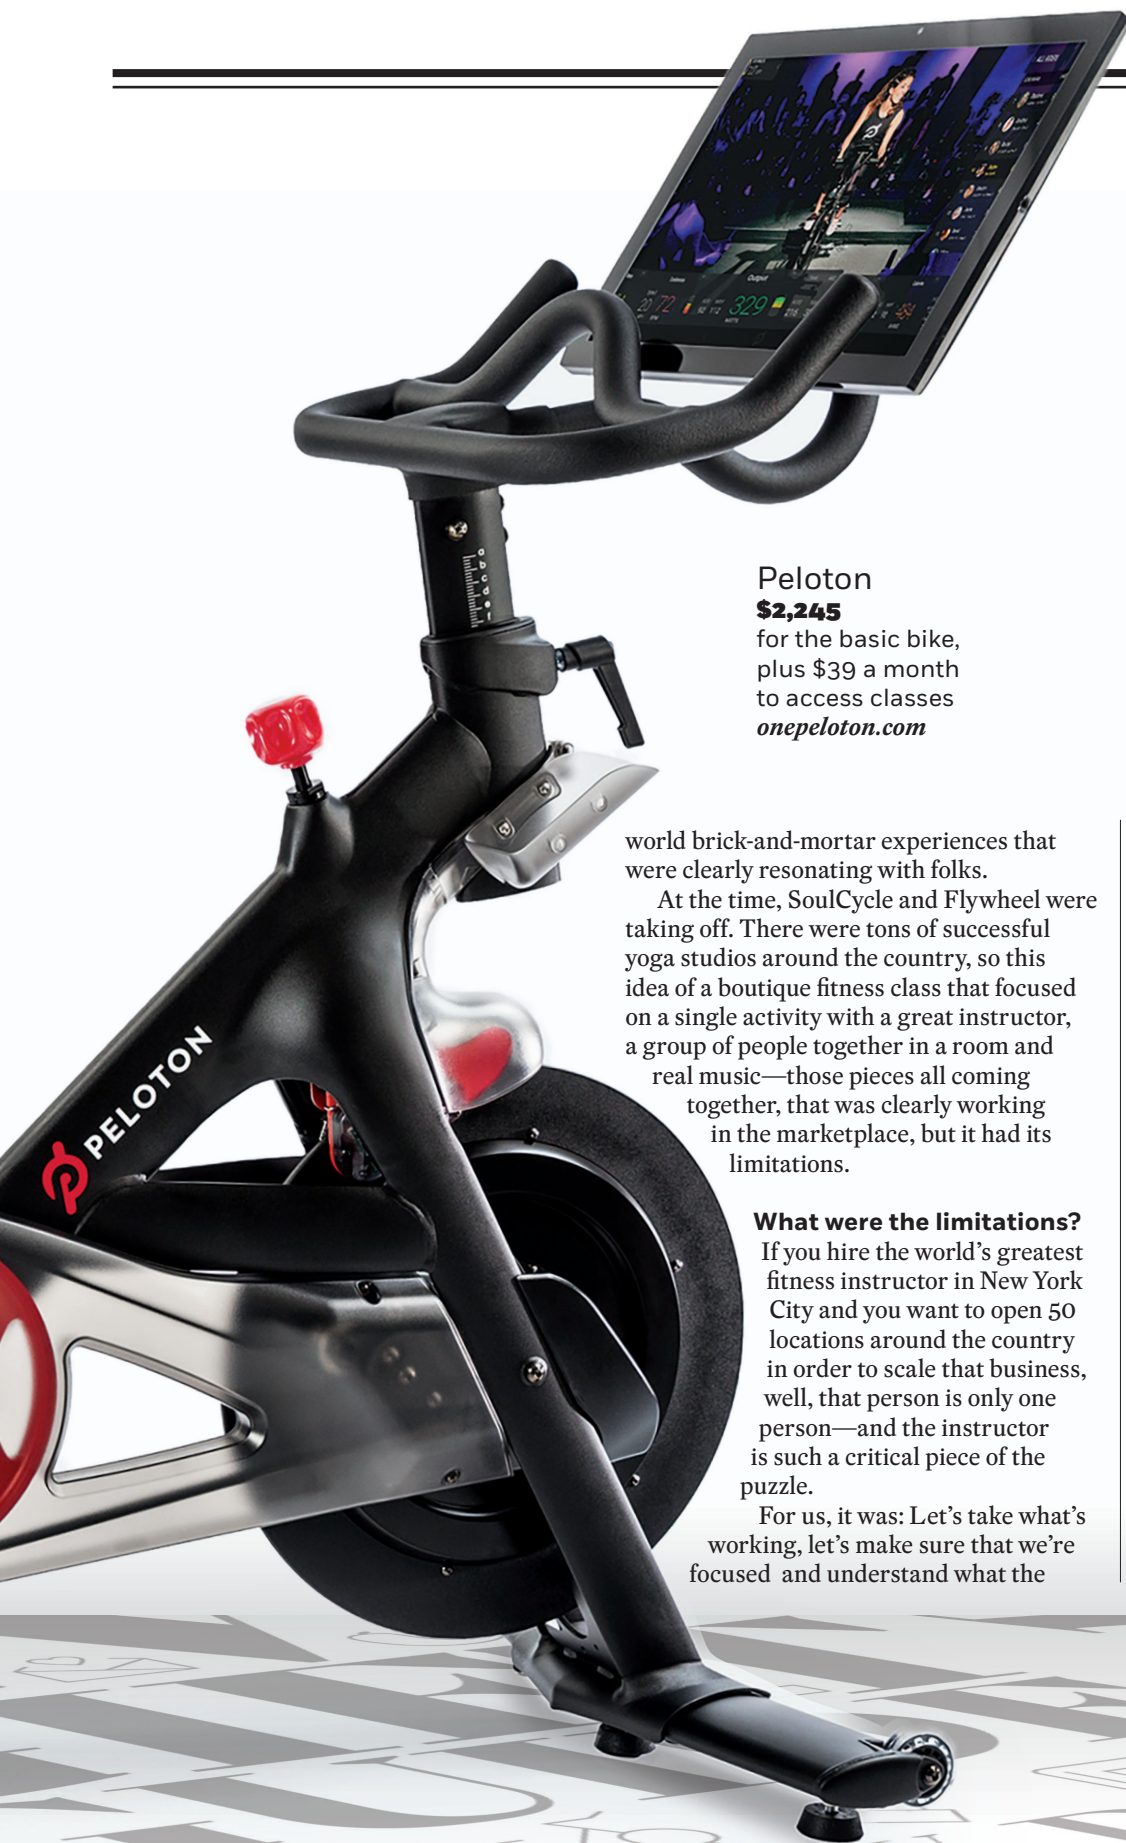 Output
20
72
329
a
b
c
d
e
f
Peloton
$2,245
for the basic bike,
plus $39 a month
to access classes
onepeloton.com
world brick-and-mortar experiences that
were clearly resonating with folks.
At the time, SoulCycle and Flywheel were
taking off. There were tons of successful
yoga studios around the country, so this
idea of a boutique fitness class that focused
on a single activity with a great instructor,
a group of people together in a room and
real music—those pieces all coming
together, that was clearly working
in the marketplace, but it had its
limitations.
What were the limitations?
If you hire the world's greatest
fitness instructor in New York
City and you want to open 50
locations around the country
in order to scale that business,
well, that person is only one
person—and the instructor
is such a critical piece of the
puzzle.
For us, it was: Let's take what's
working, let's make sure that we're
focused and understand what the
PELOTON